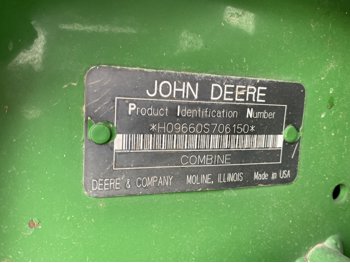 JOHN DEERE
Product Identification Number
*H09660S706150*
COMBINE
DEERE & COMPANY MOLINE, ILLINOIS Made in USA